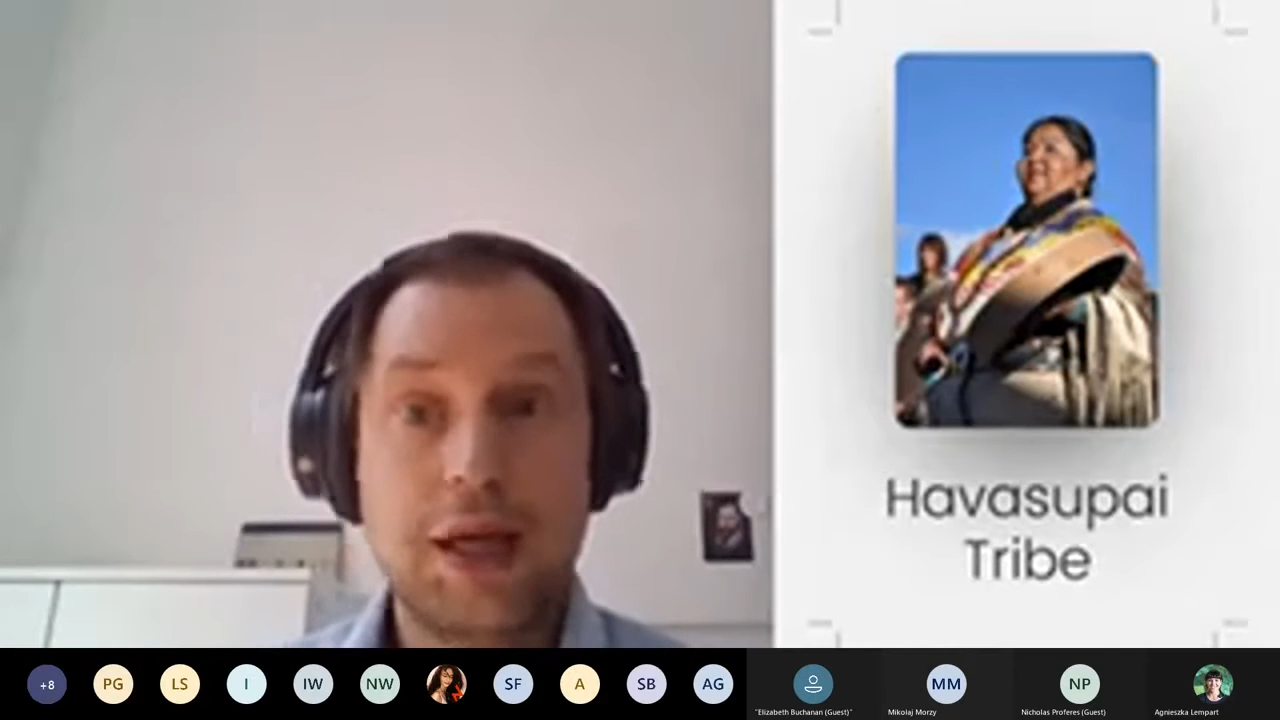 Havasupai
Tribe
+8
PG
LS
I
IW
NW
SF
A
SB
AG
MM
NP
"Elizabeth Buchanan (Guest)"
Mikołaj Morzy
Nicholas Proferes (Guest)
Agnieszka Lempart